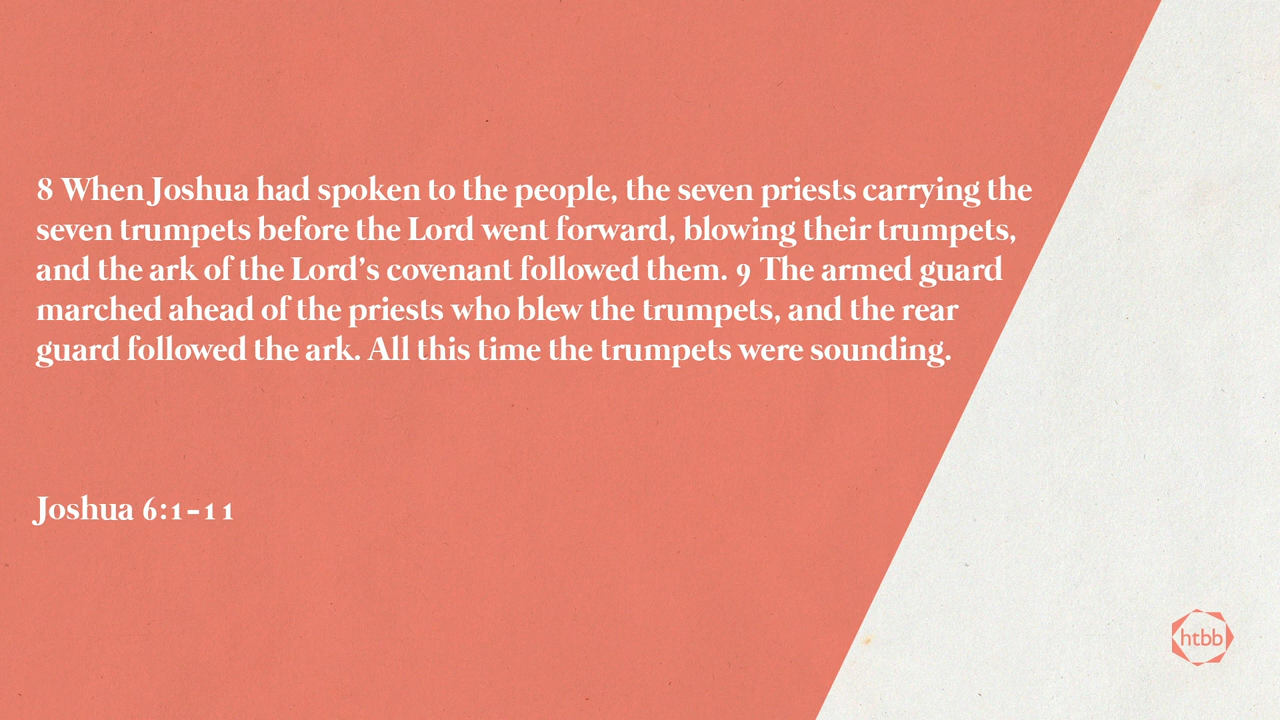 8 When Joshua had spoken to the people, the seven priests carrying the
seven trumpets before the Lord went forward, blowing their trumpets,
and the ark of the Lord’s covenant followed them. 9 The armed guard
marched ahead of the priests who blew the trumpets, and the rear
guard followed the ark. All this time the trumpets were sounding.
Joshua 6:1-11
htbb